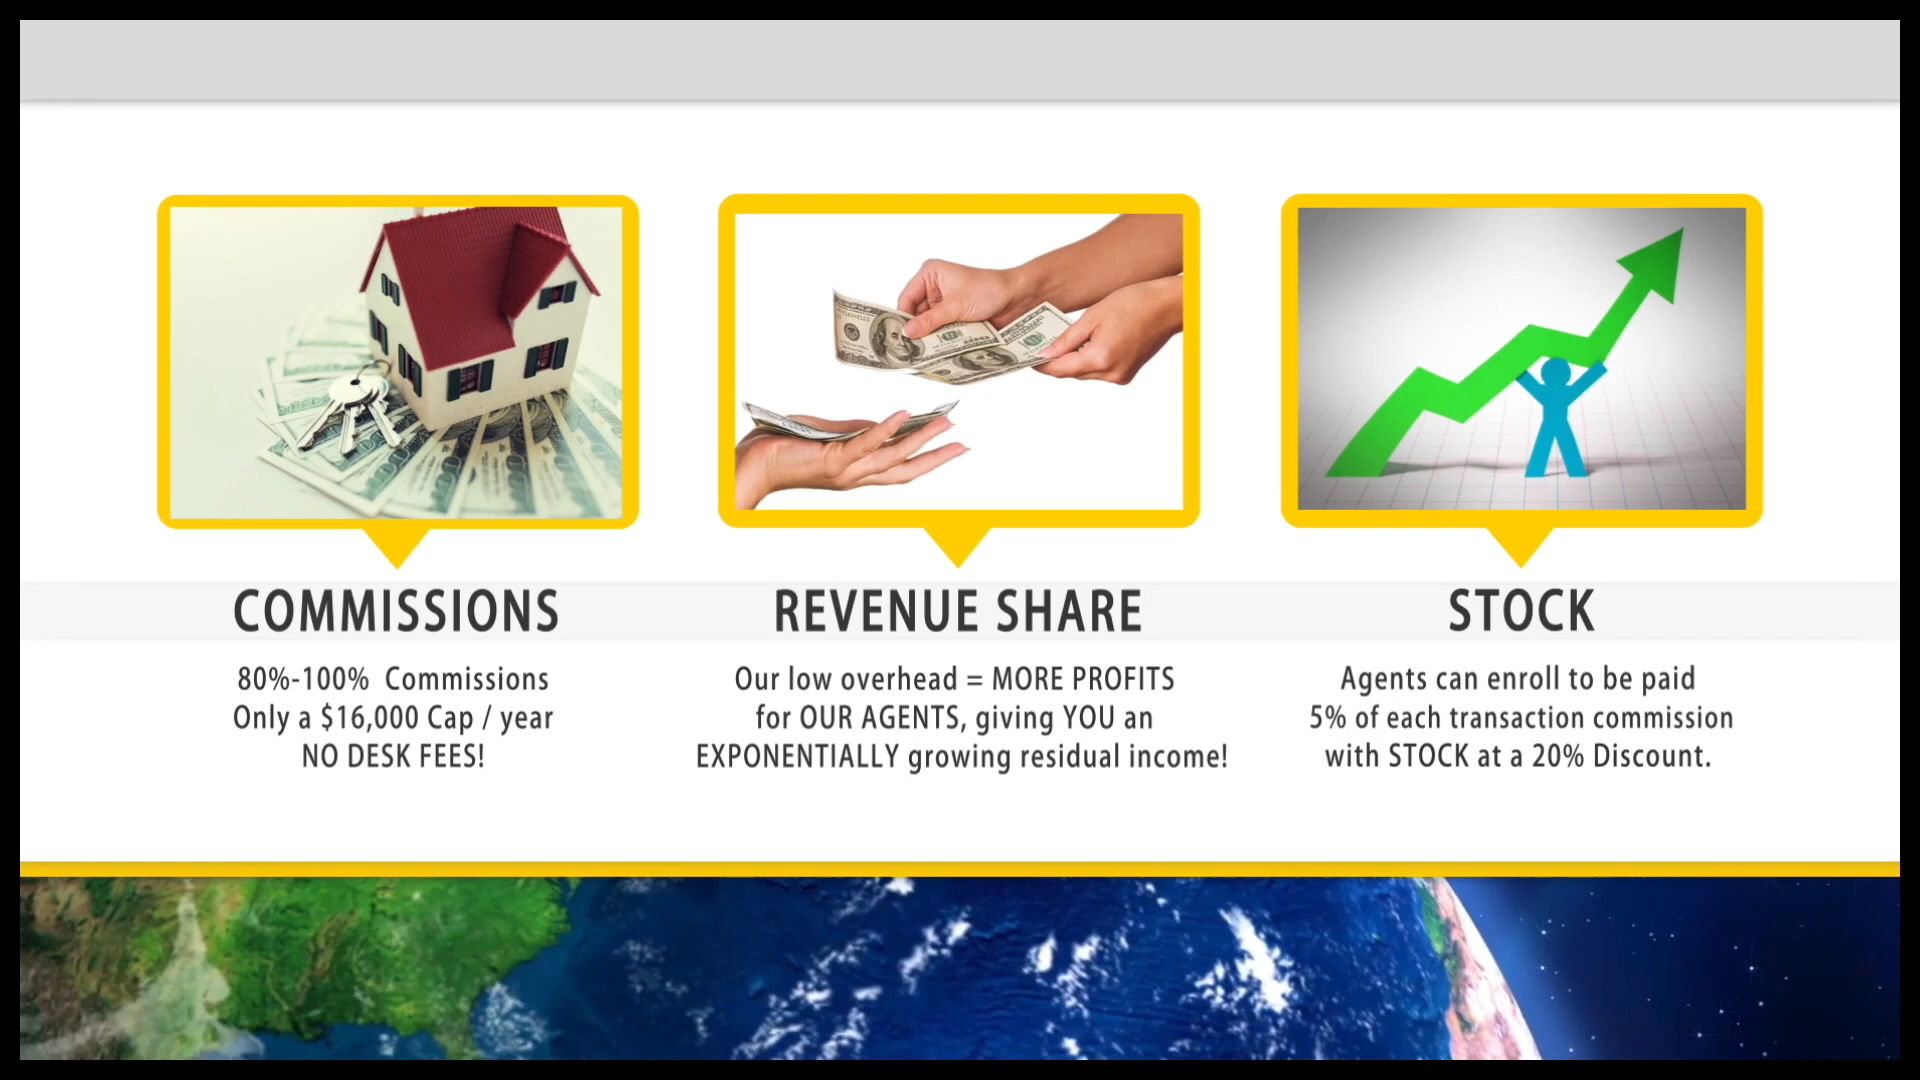 COMMISSIONS
80%-100% Commissions
Only a $16,000 Cap / year
NO DESK FEES!
REVENUE SHARE
Our low overhead = MORE PROFITS
for OUR AGENTS, giving YOU an
EXPONENTIALLY growing residual income!
STOCK
Agents can enroll to be paid
5% of each transaction commission
with STOCK at a 20% Discount.